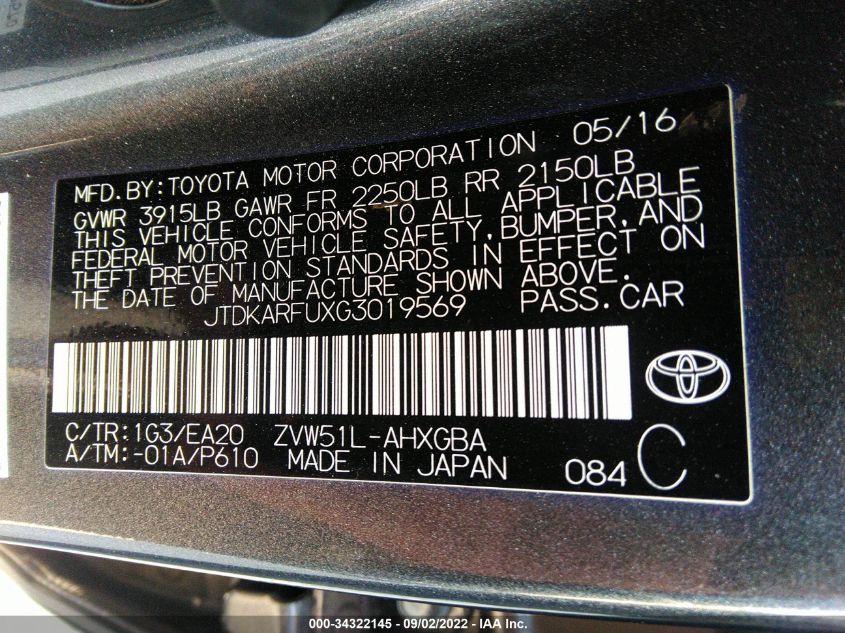 05/16
MFD.BY:TOYOTA MOTOR CORPORATION
GVWR 3915LB GAWR FR 2250LB RR 2150LB
THIS VEHICLE CONFORMS TO ALL APPLICABLE
FEDERAL MOTOR VEHICLE SAFETY,BUMPER,AND
THEFT PREVENTION STANDARDS IN EFFECT ON
THE DATE OF MANUFACTURE SHOWN ABOVE.
JTDKARFUXG3019569 PASS.CAR
C/TR:1G3/EA20 ZVW51L-AHXGBA
A/TM:-01A/P610 MADE IN JAPAN 084 C
000-34322145 - 09/02/2022 - IAA Inc.